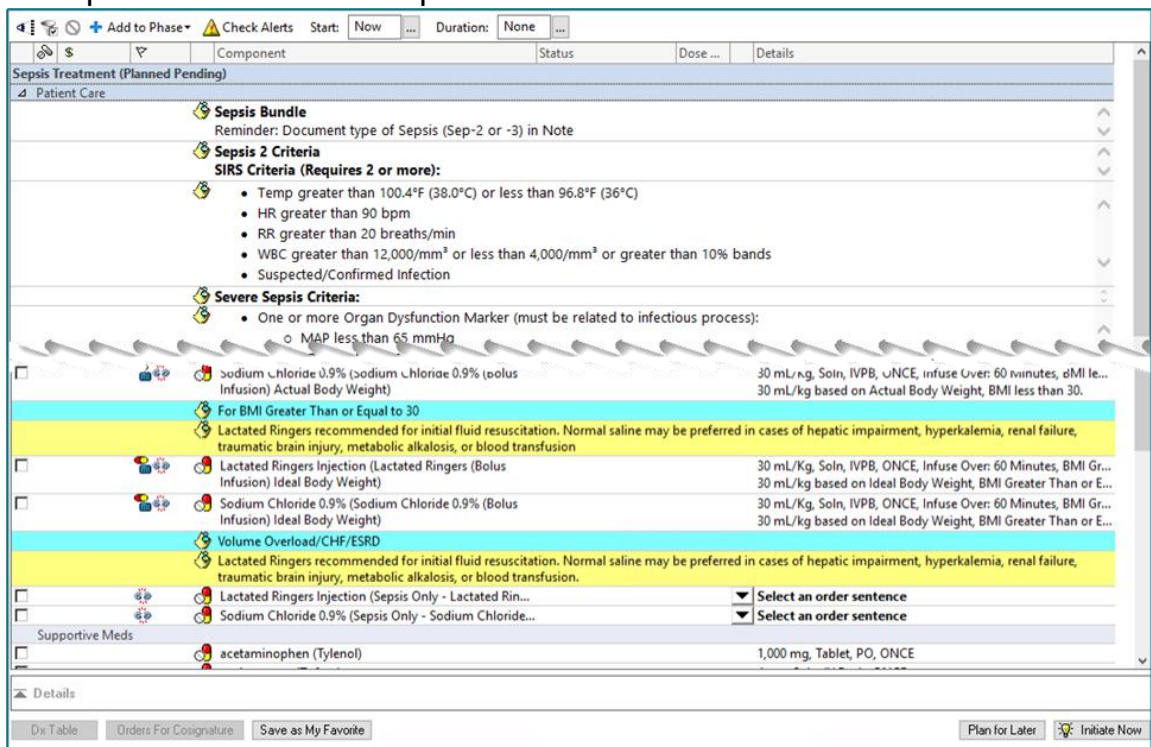 Add to Phase Check Alerts Start: Now ... Duration: None ...
$ Component Status Dose ... Details
Sepsis Treatment (Planned Pending)
Patient Care
Sepsis Bundle
Reminder: Document type of Sepsis (Sep-2 or -3) in Note
Sepsis 2 Criteria
SIRS Criteria (Requires 2 or more):
• Temp greater than 100.4°F (38.0°C) or less than 96.8°F (36°C)
• HR greater than 90 bpm
• RR greater than 20 breaths/min
• WBC greater than 12,000/mm³ or less than 4,000/mm³ or greater than 10% bands
• Suspected/Confirmed Infection
Severe Sepsis Criteria:
• One or more Organ Dysfunction Marker (must be related to infectious process):
o MAP less than 65 mmHg
Sodium Chloride 0.9% (Sodium Chloride 0.9% (Bolus 30 mL/kg, Soln, IVPB, ONCE, Infuse Over: 60 Minutes, BMI le...
Infusion) Actual Body Weight) 30 mL/kg based on Actual Body Weight, BMI less than 30.
For BMI Greater Than or Equal to 30
Lactated Ringers recommended for initial fluid resuscitation. Normal saline may be preferred in cases of hepatic impairment, hyperkalemia, renal failure,
traumatic brain injury, metabolic alkalosis, or blood transfusion
Lactated Ringers Injection (Lactated Ringers (Bolus 30 mL/Kg, Soln, IVPB, ONCE, Infuse Over: 60 Minutes, BMI Gr...
Infusion) Ideal Body Weight) 30 mL/kg based on Ideal Body Weight, BMI Greater Than or E...
Sodium Chloride 0.9% (Sodium Chloride 0.9% (Bolus 30 mL/Kg, Soln, IVPB, ONCE, Infuse Over: 60 Minutes, BMI Gr...
Infusion) Ideal Body Weight) 30 mL/kg based on Ideal Body Weight, BMI Greater Than or E...
Volume Overload/CHF/ESRD
Lactated Ringers recommended for initial fluid resuscitation. Normal saline may be preferred in cases of hepatic impairment, hyperkalemia, renal failure,
traumatic brain injury, metabolic alkalosis, or blood transfusion.
Lactated Ringers Injection (Sepsis Only - Lactated Rin... Select an order sentence
Sodium Chloride 0.9% (Sepsis Only - Sodium Chloride... Select an order sentence
Supportive Meds
acetaminophen (Tylenol) 1,000 mg, Tablet, PO, ONCE
Details
Dx Table Orders For Cosignature Save as My Favorite Plan for Later Initiate Now